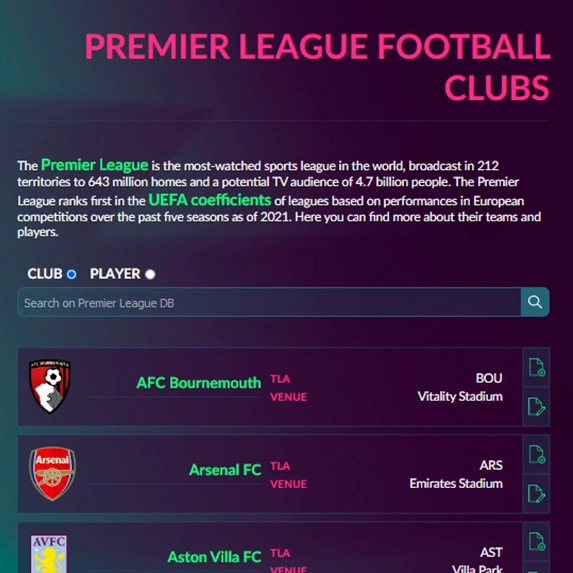 PREMIER LEAGUE FOOTBALL
CLUBS
The Premier League is the most-watched sports league in the world, broadcast in 212
territories to 643 million homes and a potential TV audience of 4.7 billion people. The Premier
League ranks first in the UEFA coefficients of leagues based on performances in European
competitions over the past five seasons as of 2021. Here you can find more about their teams and
players.
CLUB PLAYER
Search on Premier League DB
AFC Bournemouth TLA BOU
VENUE Vitality Stadium
Arsenal
Arsenal FC TLA ARS
VENUE Emirates Stadium
AVFC
Aston Villa FC TLA AST
VENUE Villa Park